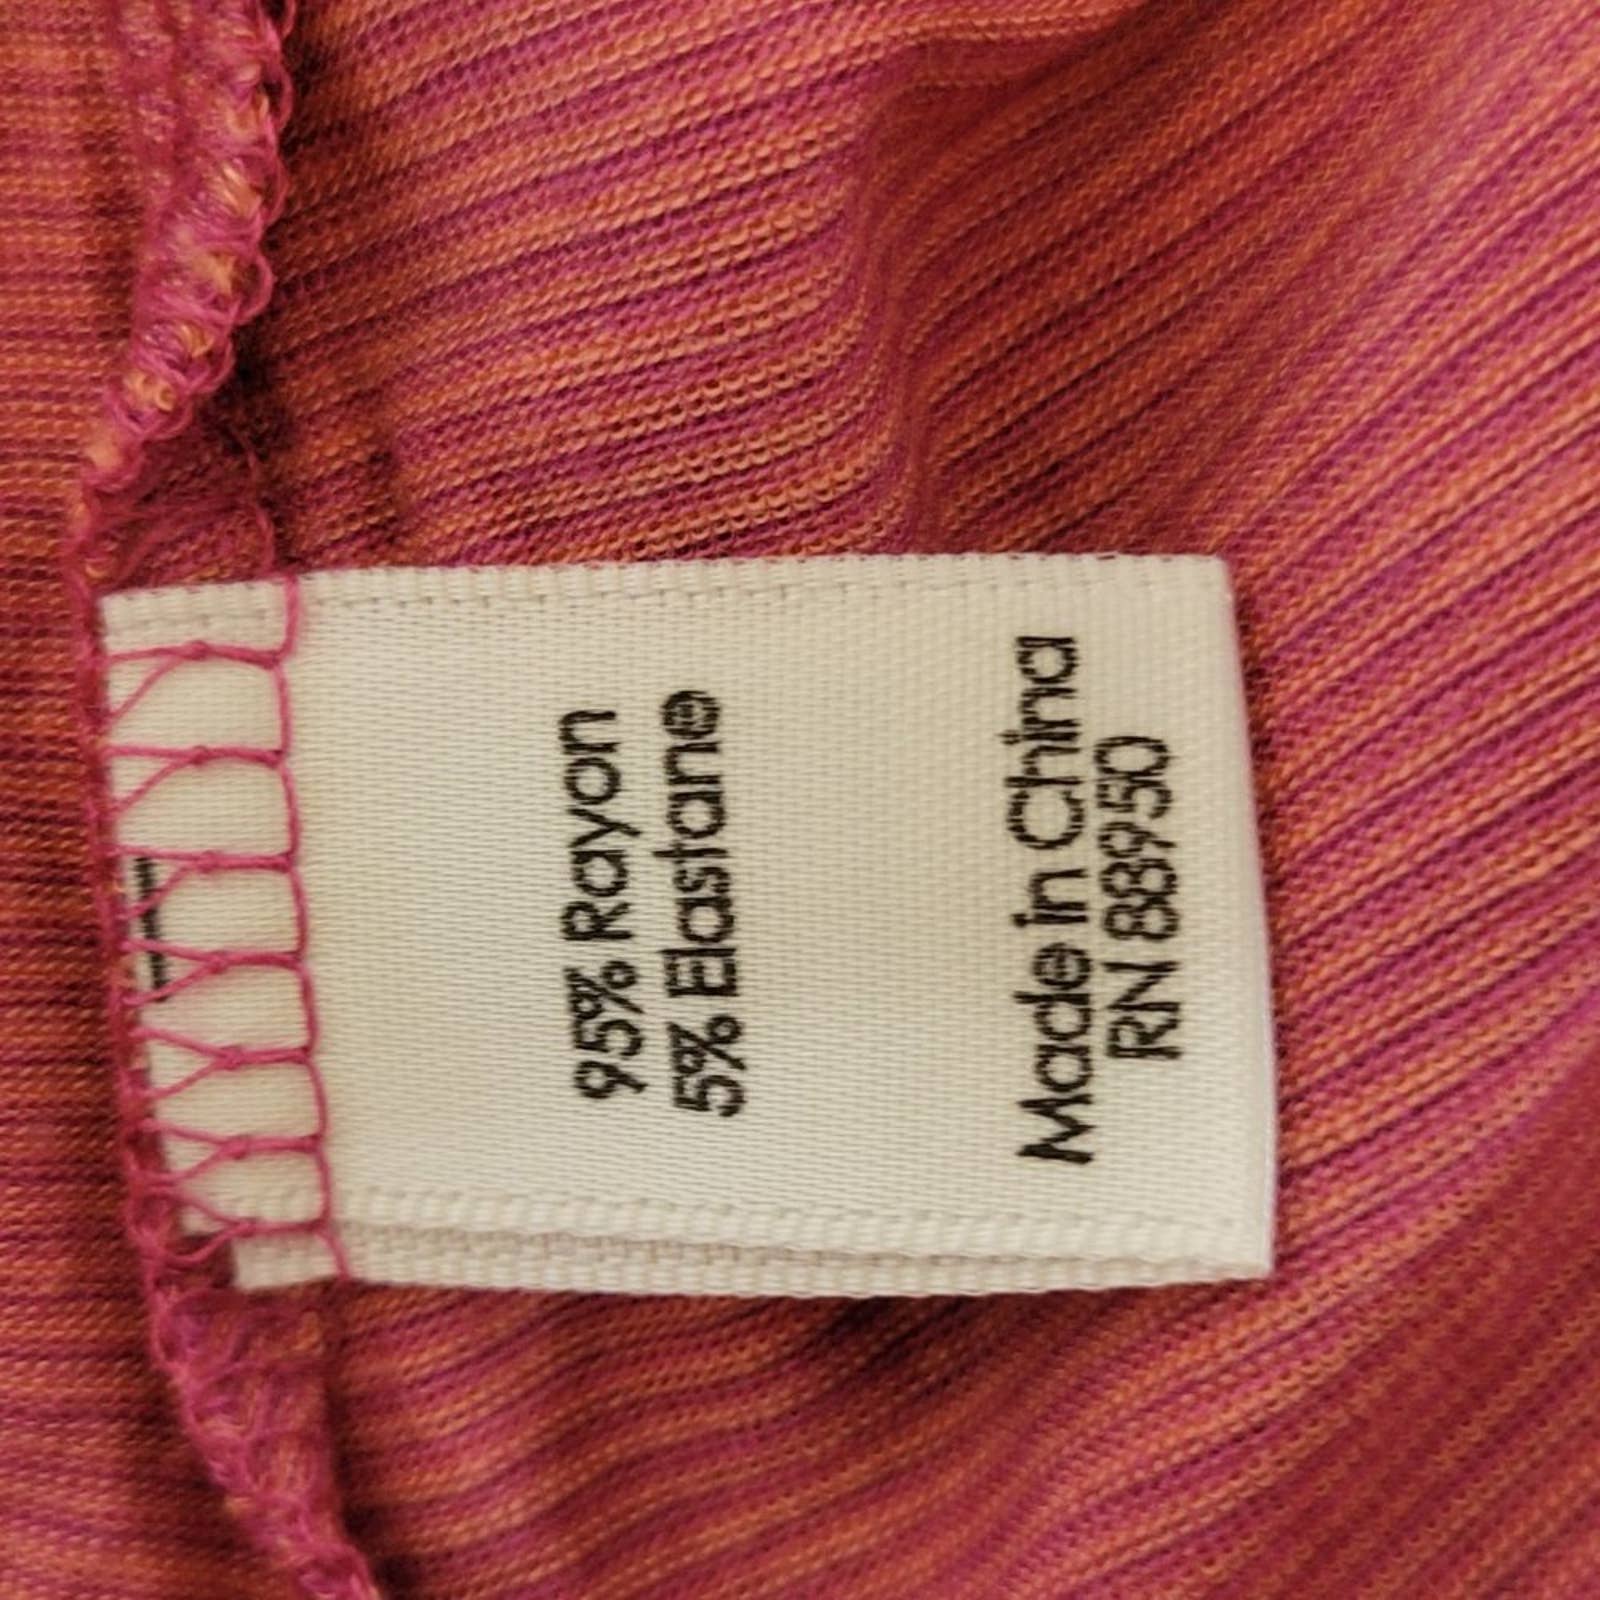 95% Rayon
5% Elastane
Made in China
RN 88950